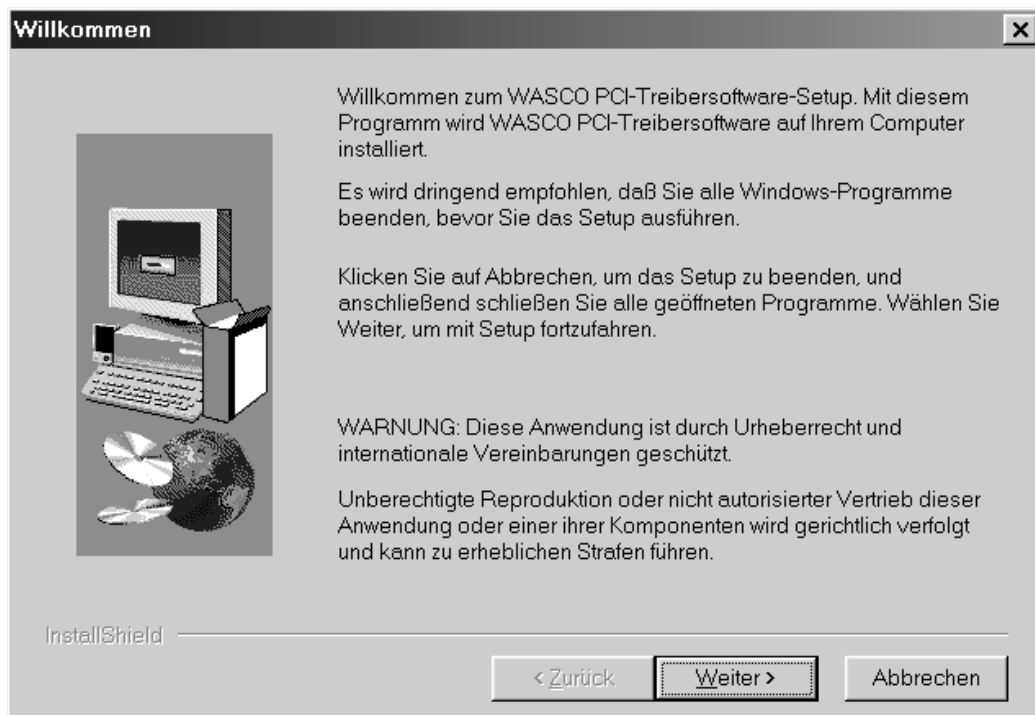 Willkommen
Willkommen zum WASCO PCI-Treibersoftware-Setup. Mit diesem
Programm wird WASCO PCI-Treibersoftware auf Ihrem Computer
installiert.
Es wird dringend empfohlen, daß Sie alle Windows-Programme
beenden, bevor Sie das Setup ausführen.
Klicken Sie auf Abbrechen, um das Setup zu beenden, und
anschließend schließen Sie alle geöffneten Programme. Wählen Sie
Weiter, um mit Setup fortzufahren.
WARNUNG: Diese Anwendung ist durch Urheberrecht und
internationale Vereinbarungen geschützt.
Unberechtigte Reproduktion oder nicht autorisierter Vertrieb dieser
Anwendung oder einer ihrer Komponenten wird gerichtlich verfolgt
und kann zu erheblichen Strafen führen.
InstallShield
< Zurück Weiter > Abbrechen